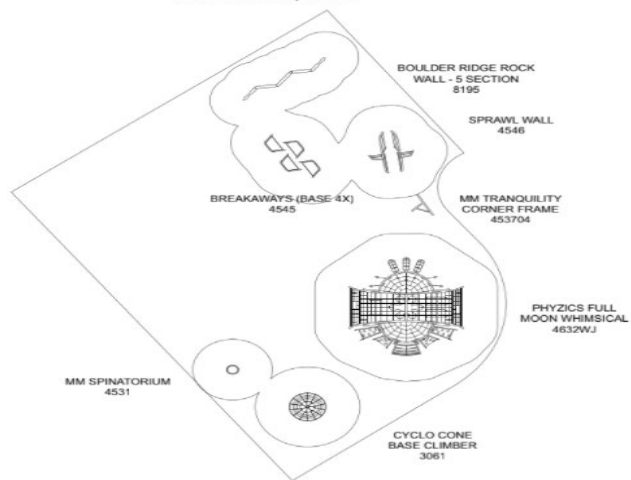 BOULDER RIDGE ROCK
WALL - 5 SECTION
8195
SPRAWL WALL
4546
BREAKAWAYS (BASE 4X)
4545
MM TRANQUILITY
CORNER FRAME
453704
PHYZICS FULL
MOON WHIMSICAL
4632WJ
MM SPINATORIUM
4531
CYCLO CONE
BASE CLIMBER
3061